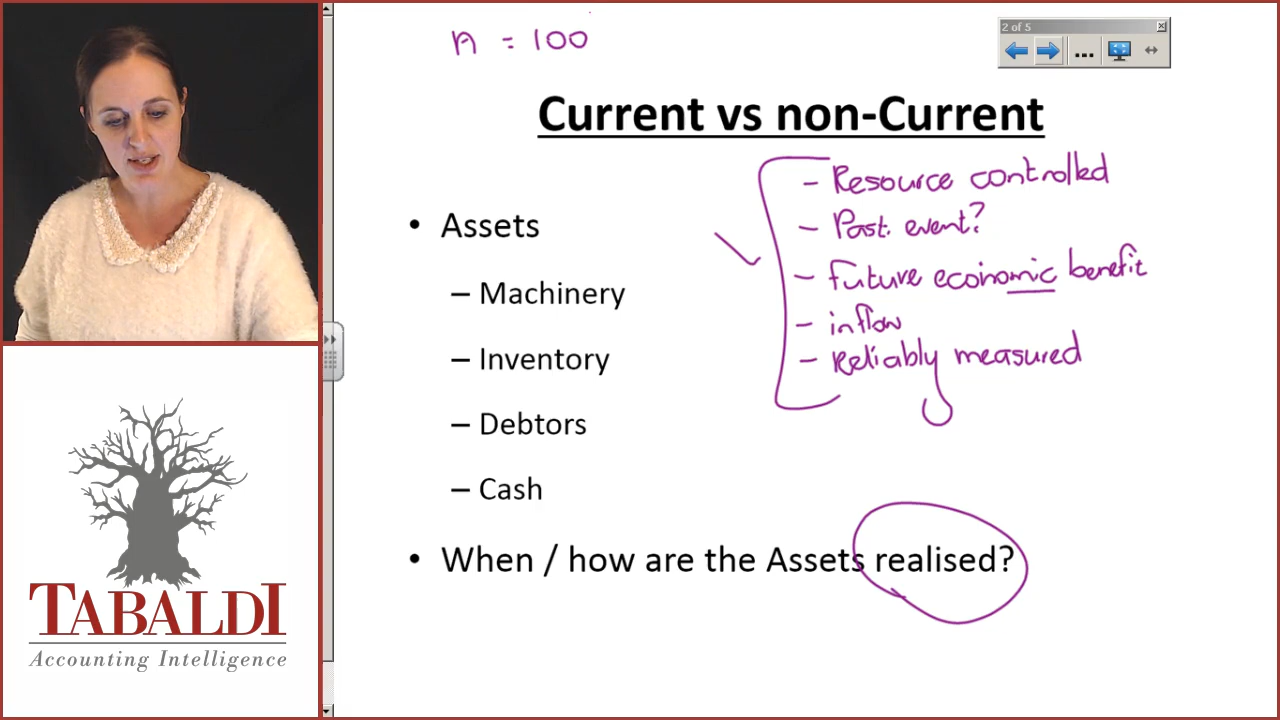 n = 100
2 of 5
Current vs non-Current
- Resource controlled
- Past event?
- future economic benefit
- inflow
- Reliably measured
• Assets
– Machinery
– Inventory
– Debtors
– Cash
• When / how are the Assets realised?
TABALDI
Accounting Intelligence